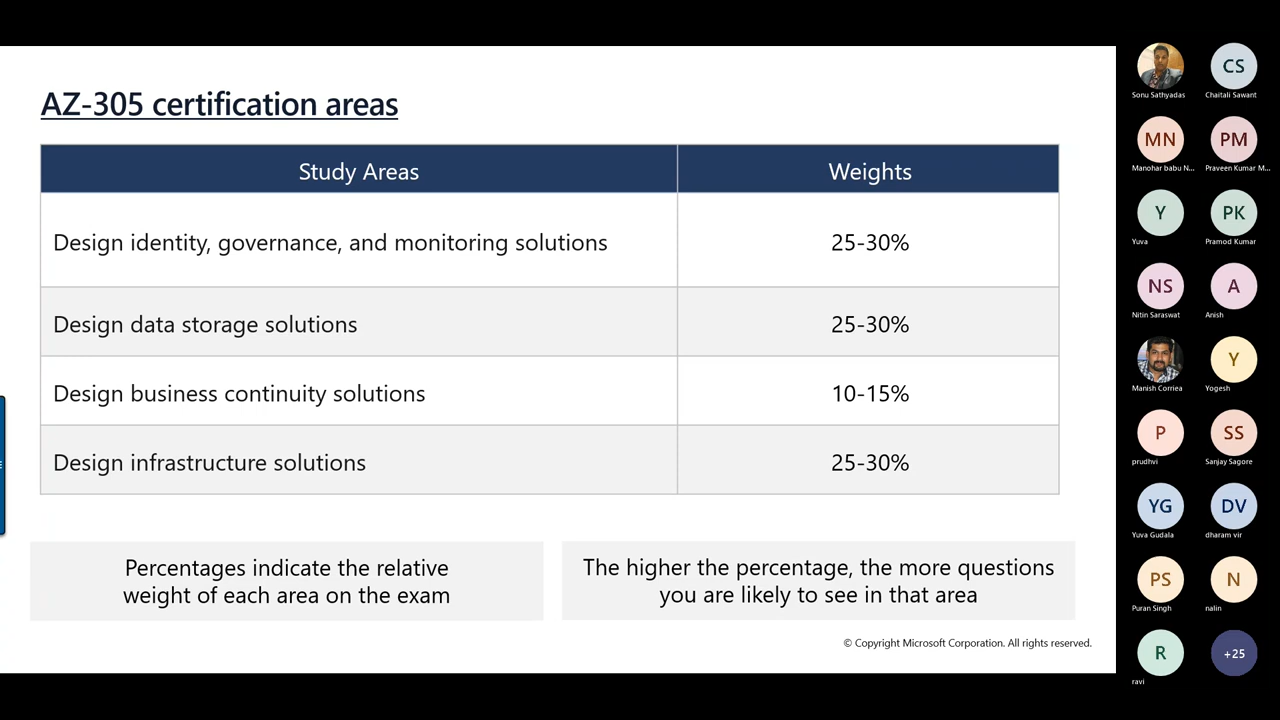 AZ-305 certification areas
Study Areas
Weights
Design identity, governance, and monitoring solutions
25-30%
Design data storage solutions
25-30%
Design business continuity solutions
10-15%
Design infrastructure solutions
25-30%
Percentages indicate the relative
weight of each area on the exam
The higher the percentage, the more questions
you are likely to see in that area
© Copyright Microsoft Corporation. All rights reserved.
Sonu Sathyadas
CS
Chaitali Sawant
MN
Manohar babu N...
PM
Praveen Kumar M...
Y
Yuva
PK
Pramod Kumar
NS
Nitin Saraswat
A
Anish
Manish Corriea
Y
Yogesh
P
prudhvi
SS
Sanjay Sagore
YG
Yuva Gudala
DV
dharam vir
PS
Puran Singh
N
nalin
R
ravi
+25